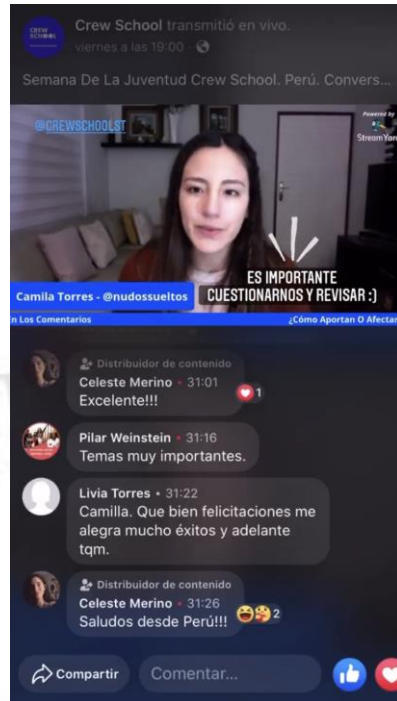 CREW
SCHOOL
Crew School transmitió en vivo.
viernes a las 19:00 ·
Semana De La Juventud Crew School. Perú. Convers...
@CREWSCHOOLST
Powered by
StreamYard
ES IMPORTANTE
CUESTIONARNOS Y REVISAR :)
Camila Torres - @nudossueltos
n Los Comentarios
¿Cómo Aportan O Afectan
Distribuidor de contenido
Celeste Merino • 31:01
Excelente!!!
1
Pilar Weinstein • 31:16
Temas muy importantes.
Livia Torres • 31:22
Camilla. Que bien felicitaciones me
alegra mucho éxitos y adelante
tqm.
Distribuidor de contenido
Celeste Merino • 31:26
Saludos desde Perú!!!
2
Compartir
Comentar...